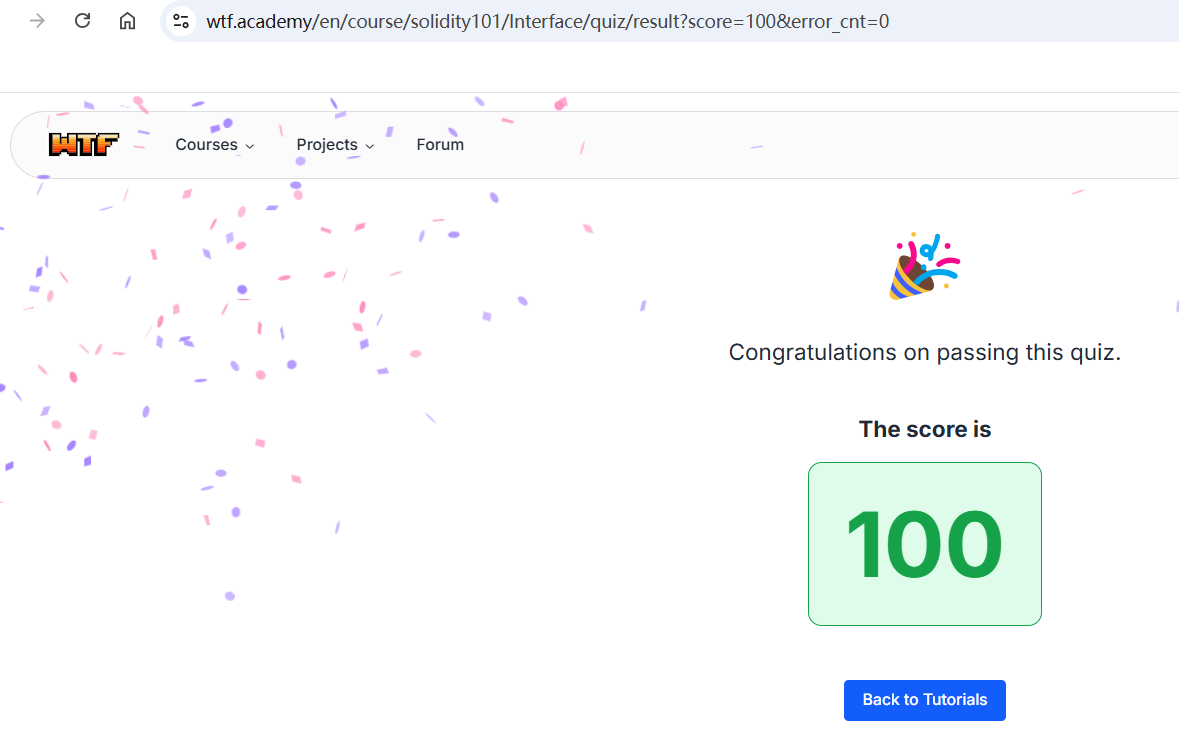 wtf.academy/en/course/solidity101/Interface/quiz/result?score=100&error_cnt=0
WTF Courses Projects Forum
Congratulations on passing this quiz.
The score is
100
Back to Tutorials